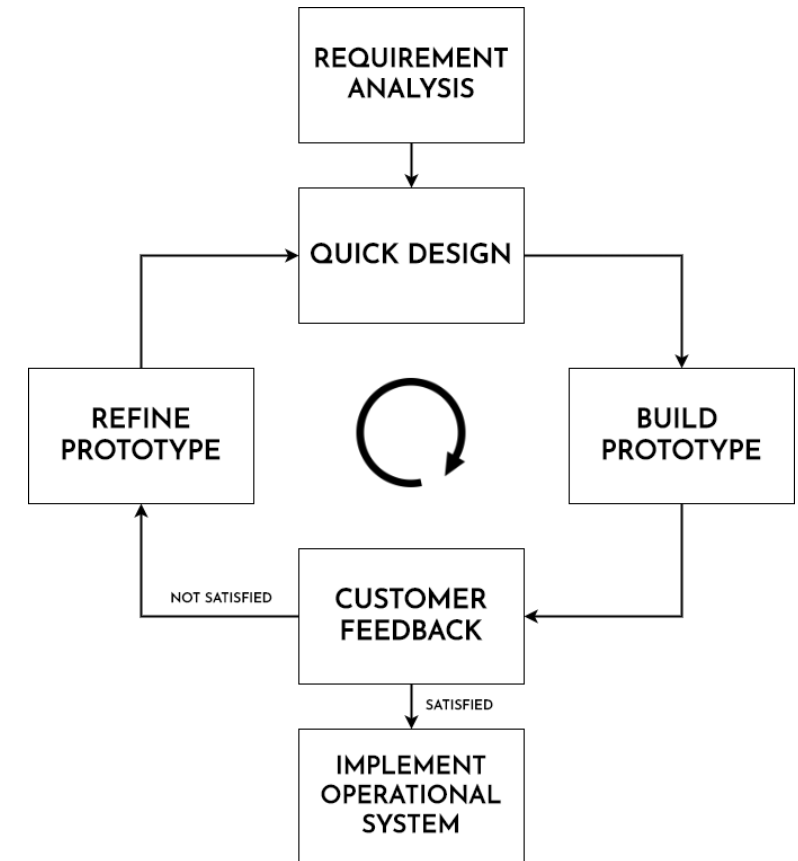 REQUIREMENT
ANALYSIS
QUICK DESIGN
REFINE
PROTOTYPE
BUILD
PROTOTYPE
NOT SATISFIED
CUSTOMER
FEEDBACK
SATISFIED
IMPLEMENT
OPERATIONAL
SYSTEM